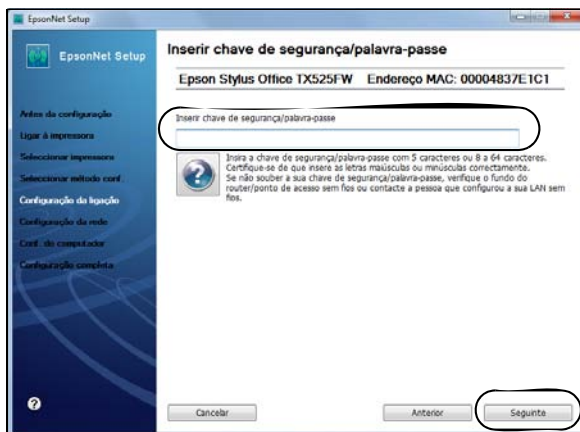 EpsonNet Setup
EpsonNet Setup
Inserir chave de segurança/palavra-passe
Epson Stylus Office TX525FW Endereço MAC: 00004837E1C1
Antes da configuração
Ligar à impressora
Seleccionar impressora
Seleccionar método conf.
Configuração da ligação
Configuração da rede
Conf. do computador
Configuração completa
Inserir chave de segurança/palavra-passe
Insira a chave de segurança/palavra-passe com 5 caracteres ou 8 a 64 caracteres.
Certifique-se de que insere as letras maiúsculas ou minúsculas correctamente.
Se não souber a sua chave de segurança/palavra-passe, verifique o fundo do
router/ponto de acesso sem fios ou contacte a pessoa que configurou a sua LAN sem
fios.
Cancelar
Anterior
Seguinte